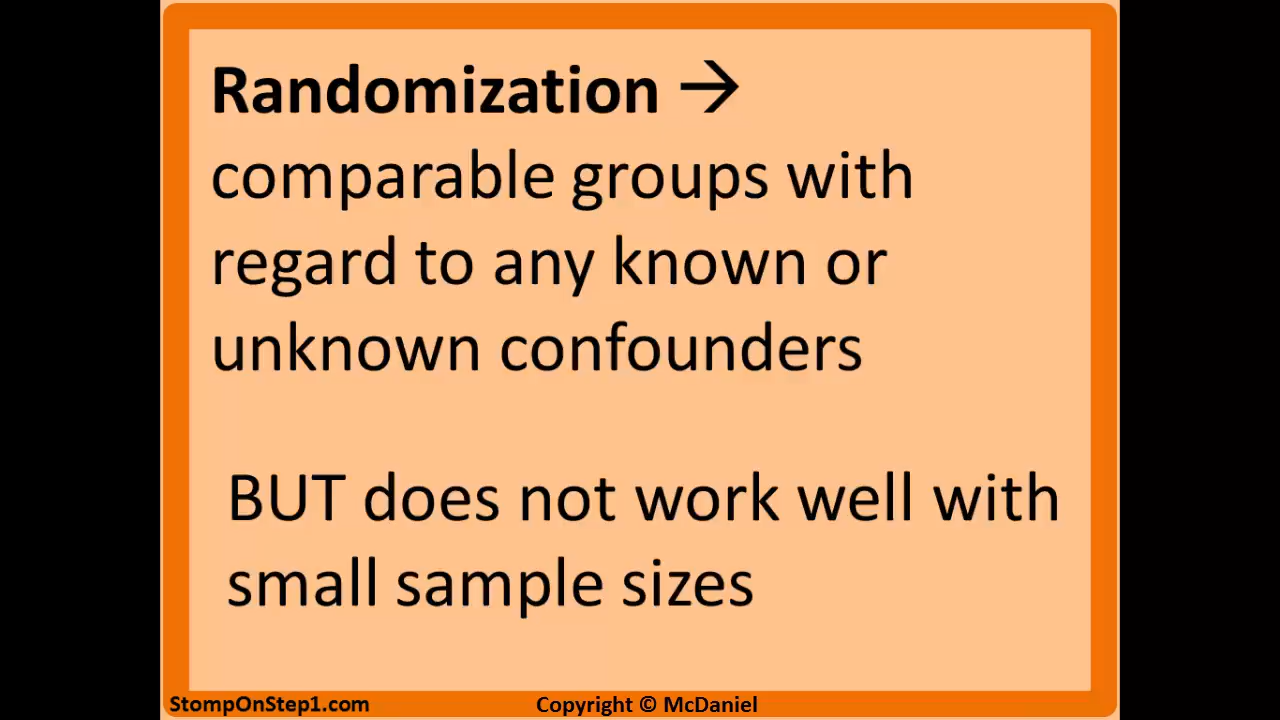 Randomization →
comparable groups with
regard to any known or
unknown confounders
BUT does not work well with
small sample sizes
StompOnStep1.com
Copyright © McDaniel